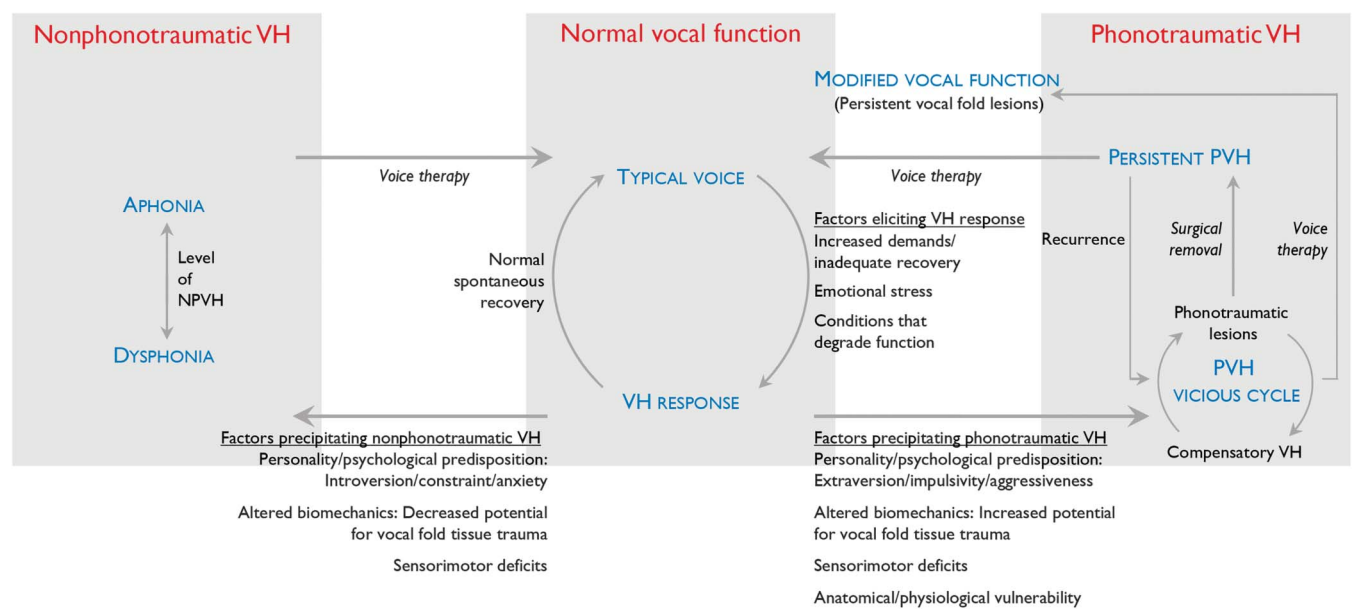 Nonphonotraumatic VH
Normal vocal function
Phonotraumatic VH
MODIFIED VOCAL FUNCTION
(Persistent vocal fold lesions)
Voice therapy
Voice therapy
PERSISTENT PVH
TYPICAL VOICE
APHONIA
Level
of
NPVH
DYSPHONIA
Normal
spontaneous
recovery
Factors eliciting VH response
Increased demands/
inadequate recovery
Emotional stress
Conditions that
degrade function
Recurrence
Surgical
removal
Voice
therapy
Phonotraumatic
lesions
PVH
VICIOUS CYCLE
Compensatory VH
VH RESPONSE
Factors precipitating nonphonotraumatic VH
Personality/psychological predisposition:
Introversion/constraint/anxiety
Altered biomechanics: Decreased potential
for vocal fold tissue trauma
Sensorimotor deficits
Factors precipitating phonotraumatic VH
Personality/psychological predisposition:
Extraversion/impulsivity/aggressiveness
Altered biomechanics: Increased potential
for vocal fold tissue trauma
Sensorimotor deficits
Anatomical/physiological vulnerability